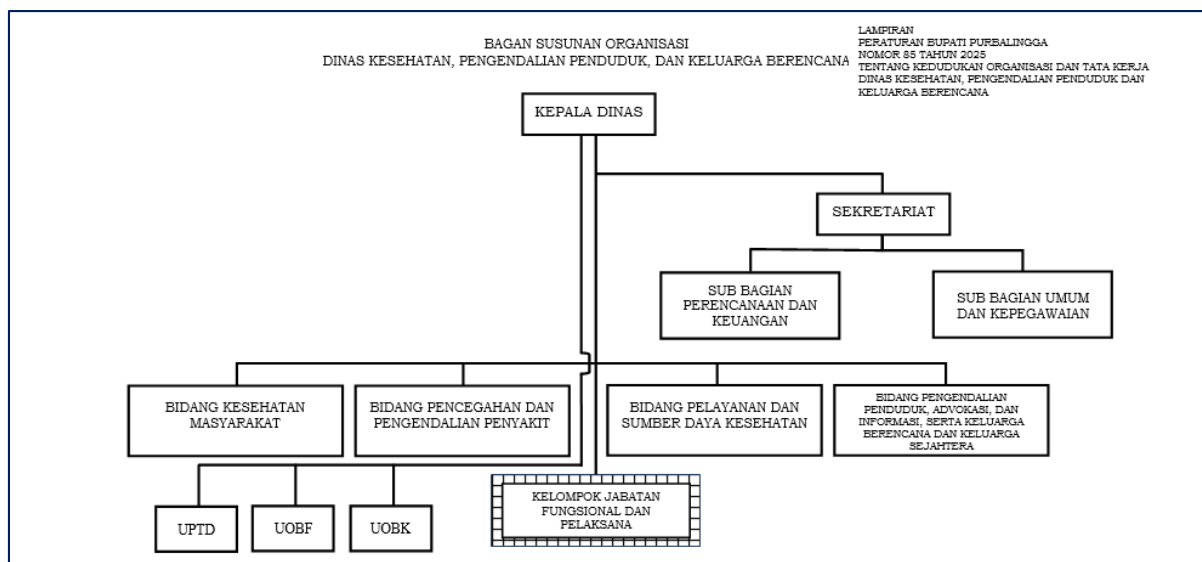 BAGAN SUSUNAN ORGANISASI
DINAS KESEHATAN, PENGENDALIAN PENDUDUK, DAN KELUARGA BERENCANA
LAMPIRAN
PERATURAN BUPATI PURBALINGGA
NOMOR 85 TAHUN 2025
TENTANG KEDUDUKAN ORGANISASI DAN TATA KERJA
DINAS KESEHATAN, PENGENDALIAN PENDUDUK DAN
KELUARGA BERENCANA
KEPALA DINAS
SEKRETARIAT
SUB BAGIAN
PERENCANAAN DAN
KEUANGAN
SUB BAGIAN UMUM
DAN KEPEGAWAIAN
BIDANG KESEHATAN
MASYARAKAT
BIDANG PENCEGAHAN DAN
PENGENDALIAN PENYAKIT
BIDANG PELAYANAN DAN
SUMBER DAYA KESEHATAN
BIDANG PENGENDALIAN
PENDUDUK, ADVOKASI, DAN
INFORMASI, SERTA KELUARGA
BERENCANA DAN KELUARGA
SEJAHTERA
UPTD
UOBF
UOBK
KELOMPOK JABATAN
FUNGSIONAL DAN
PELAKSANA